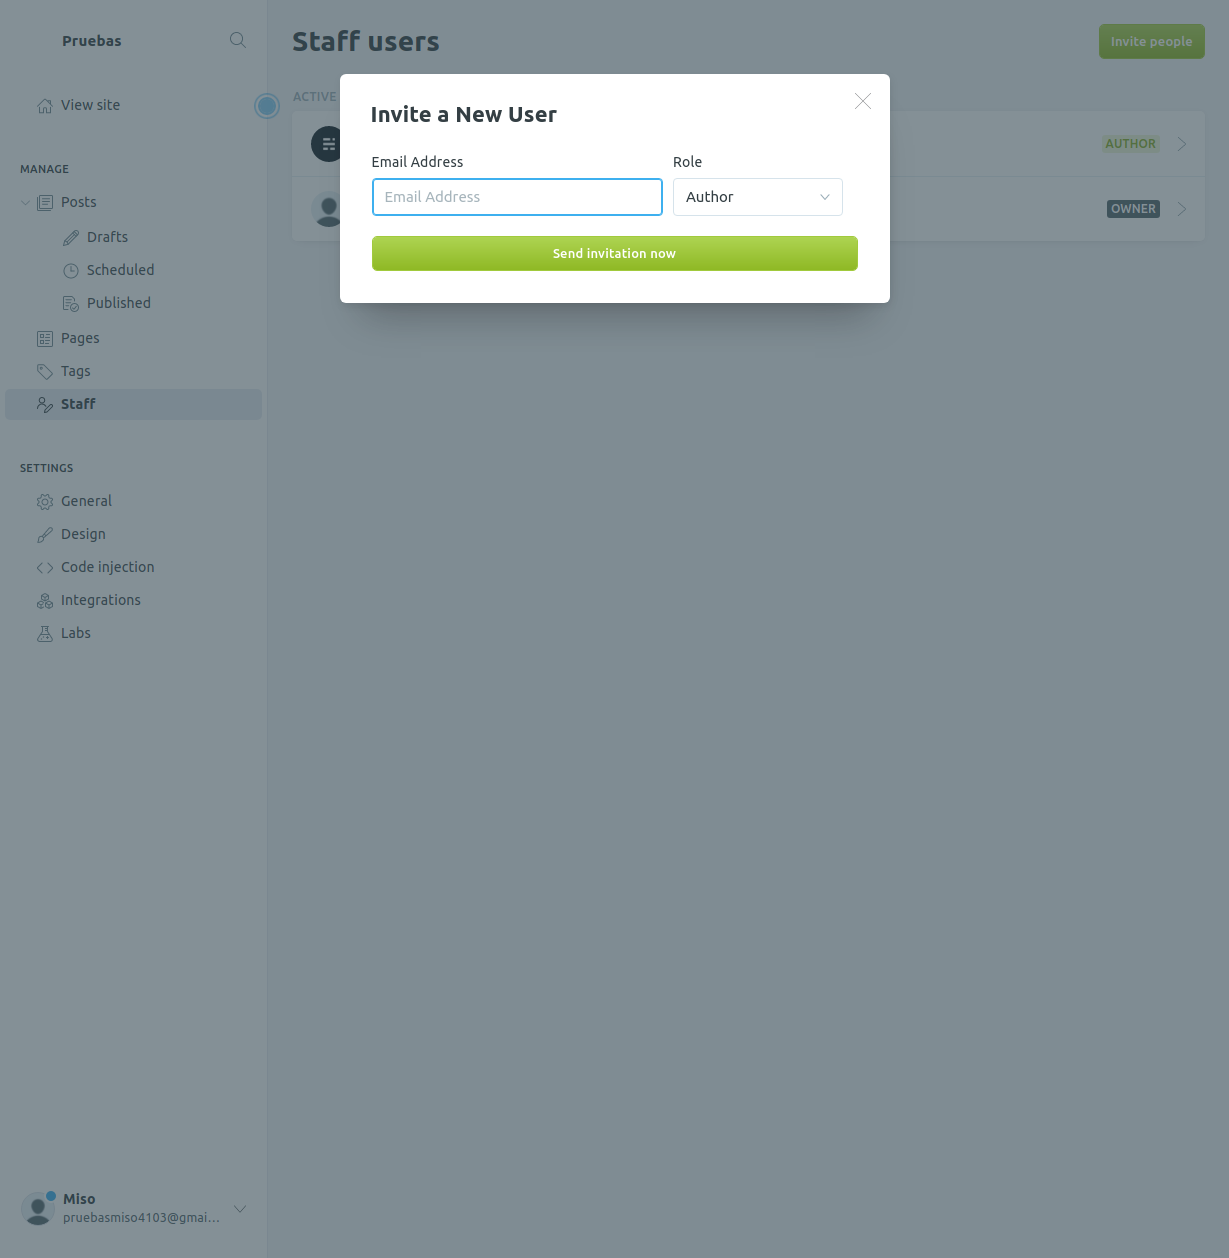 Pruebas
View site
MANAGE
Posts
Drafts
Scheduled
Published
Pages
Tags
Staff
SETTINGS
General
Design
Code injection
Integrations
Labs
Miso
pruebasmiso4103@gmai...
Staff users
Invite people
ACTIVE
AUTHOR
OWNER
Invite a New User
Email Address
Role
Email Address
Author
Send invitation now